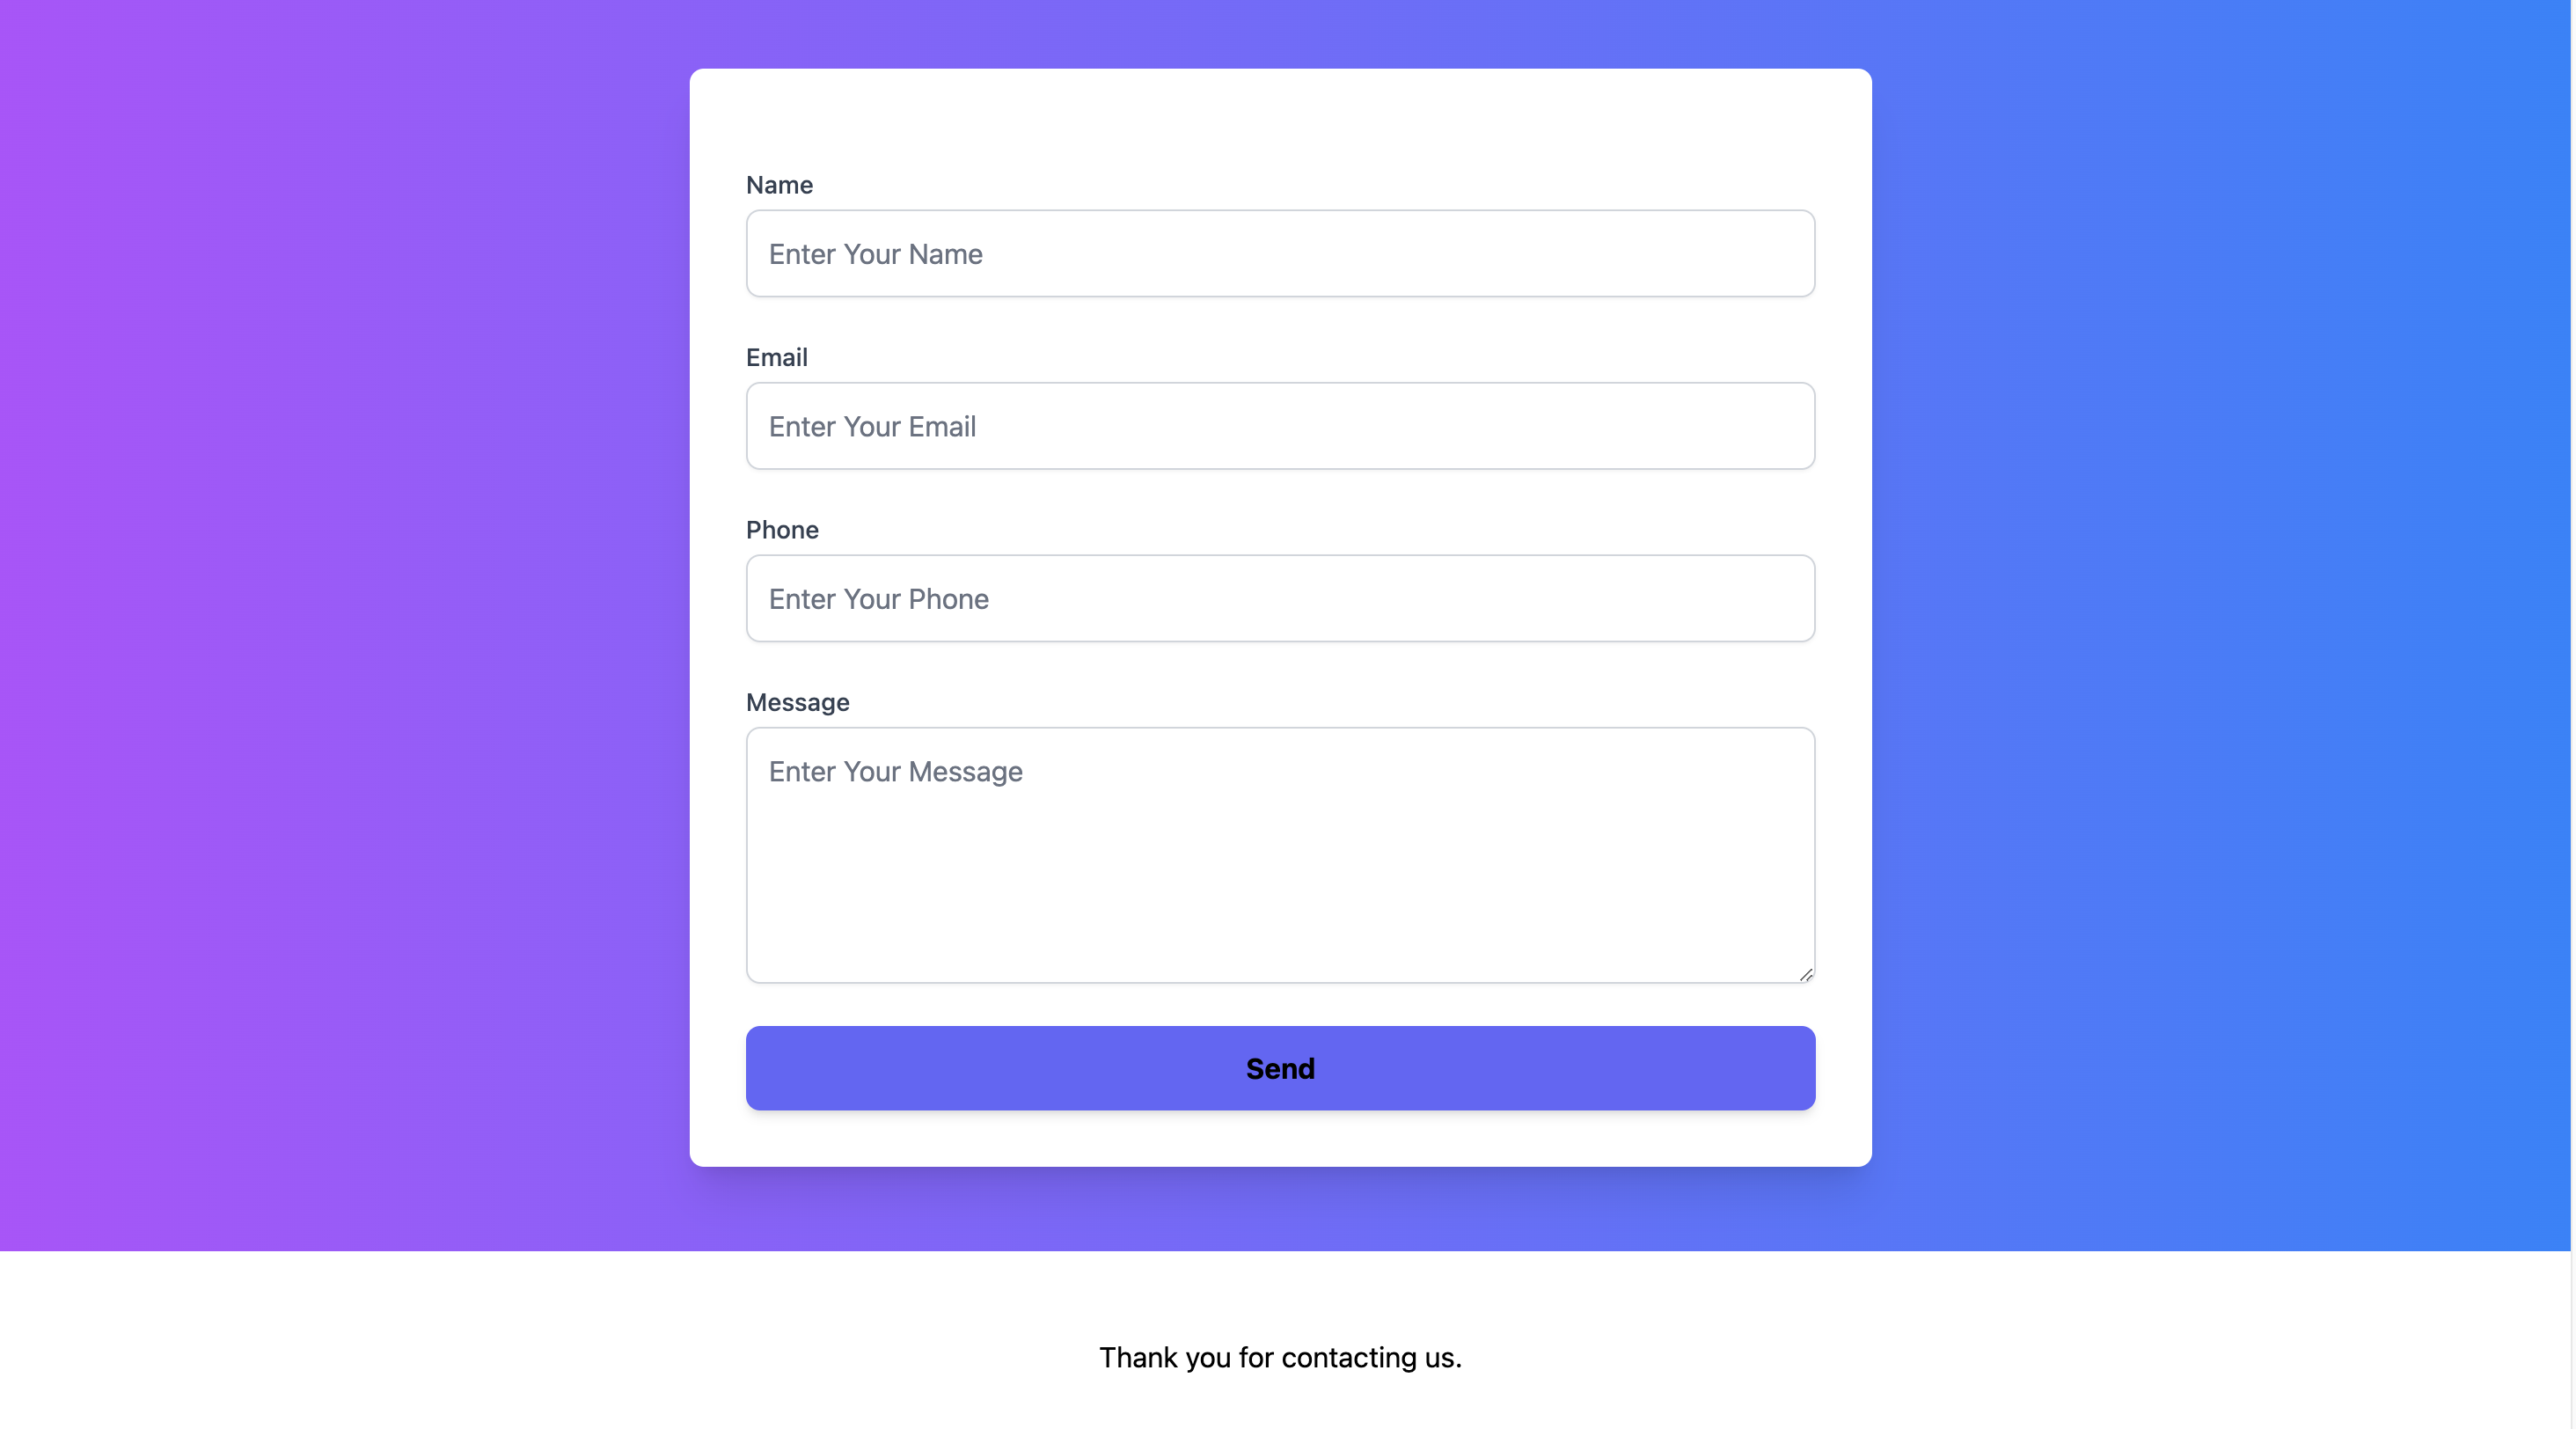 Name
Enter Your Name
Email
Enter Your Email
Phone
Enter Your Phone
Message
Enter Your Message
Send
Thank you for contacting us.